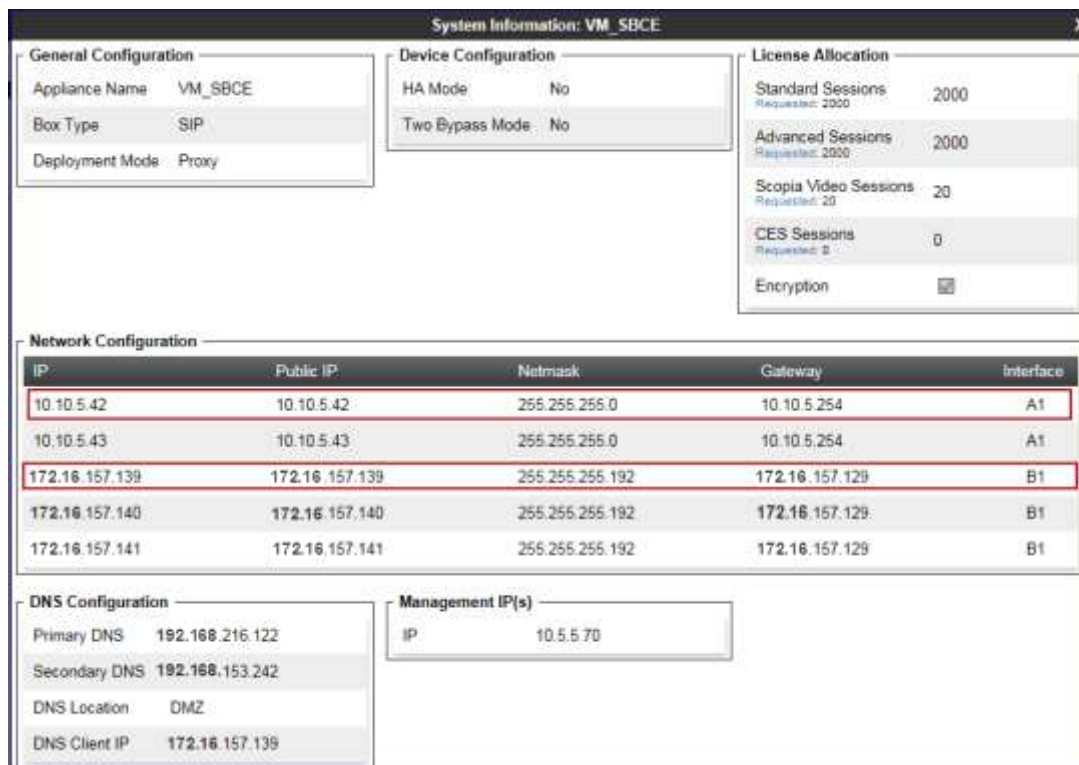 System Information: VM_SBCE
X
General Configuration
Appliance Name VM_SBCE
Box Type SIP
Deployment Mode Proxy
Device Configuration
HA Mode No
Two Bypass Mode No
License Allocation
Standard Sessions 2000
Requested: 2000
Advanced Sessions 2000
Requested: 2000
Scopia Video Sessions 20
Requested: 20
CES Sessions 0
Requested: 0
Encryption
Network Configuration
IP Public IP Netmask Gateway Interface
10.10.5.42 10.10.5.42 255.255.255.0 10.10.5.254 A1
10.10.5.43 10.10.5.43 255.255.255.0 10.10.5.254 A1
172.16.157.139 172.16.157.139 255.255.255.192 172.16.157.129 B1
172.16.157.140 172.16.157.140 255.255.255.192 172.16.157.129 B1
172.16.157.141 172.16.157.141 255.255.255.192 172.16.157.129 B1
DNS Configuration
Primary DNS 192.168.216.122
Secondary DNS 192.168.153.242
DNS Location DMZ
DNS Client IP 172.16.157.139
Management IP(s)
IP 10.5.5.70